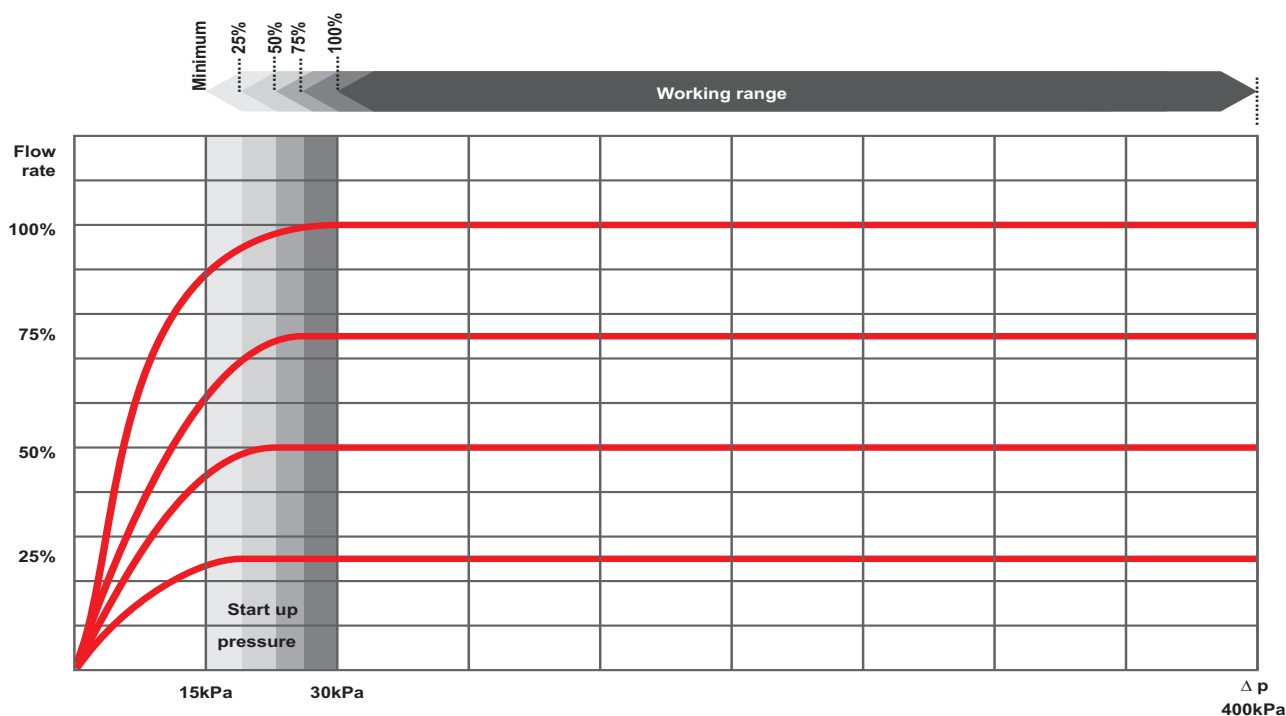 Minimum
25%
50%
75%
100%
Working range
Flow
rate
100%
75%
50%
25%
Start up
pressure
15kPa
30kPa
Δ p
400kPa